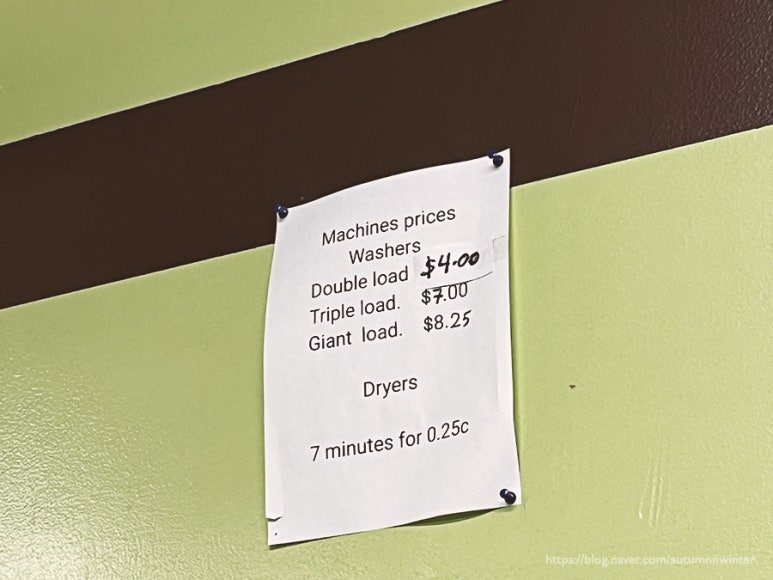 Machines prices
Washers
Double load $4.00
Triple load. $7.00
Giant load. $8.25
Dryers
7 minutes for 0.25c
https://blog.naver.com/autumnnwinter